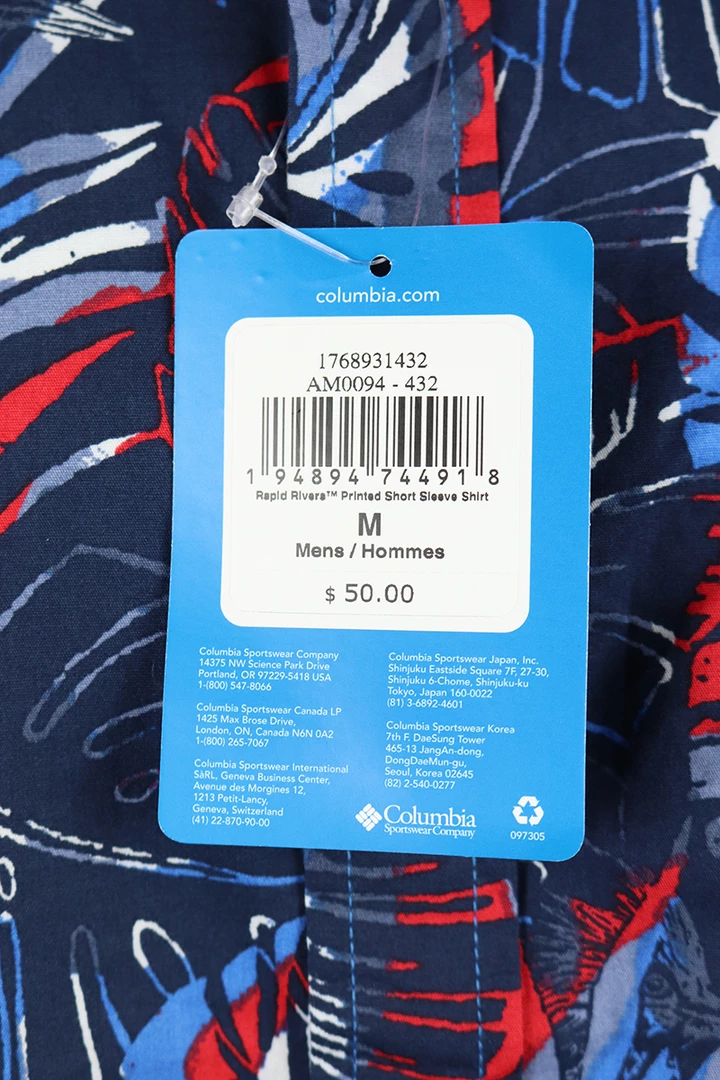 columbia.com
1768931432
AM0094 - 432
1 94894 74491 8
Rapid Rivers™ Printed Short Sleeve Shirt
M
Mens / Hommes
$ 50.00
Columbia Sportswear Company
14375 NW Science Park Drive
Portland, OR 97229-5418 USA
1-(800) 547-8066
Columbia Sportswear Canada LP
1425 Max Brose Drive,
London, ON, Canada N6N 0A2
1-(800) 265-7067
Columbia Sportswear International
SàRL, Geneva Business Center,
Avenue des Morgines 12,
1213 Petit-Lancy,
Geneva, Switzerland
(41) 22-870-90-00
Columbia Sportswear Japan, Inc.
Shinjuku Eastside Square 7F, 27-30,
Shinjuku 6-Chome, Shinjuku-ku
Tokyo, Japan 160-0022
(81) 3-6892-4601
Columbia Sportswear Korea
7th F. DaeSung Tower
465-13 JangAn-dong,
DongDaeMun-gu,
Seoul, Korea 02645
(82) 2-540-0277
Columbia
Sportswear Company
097305